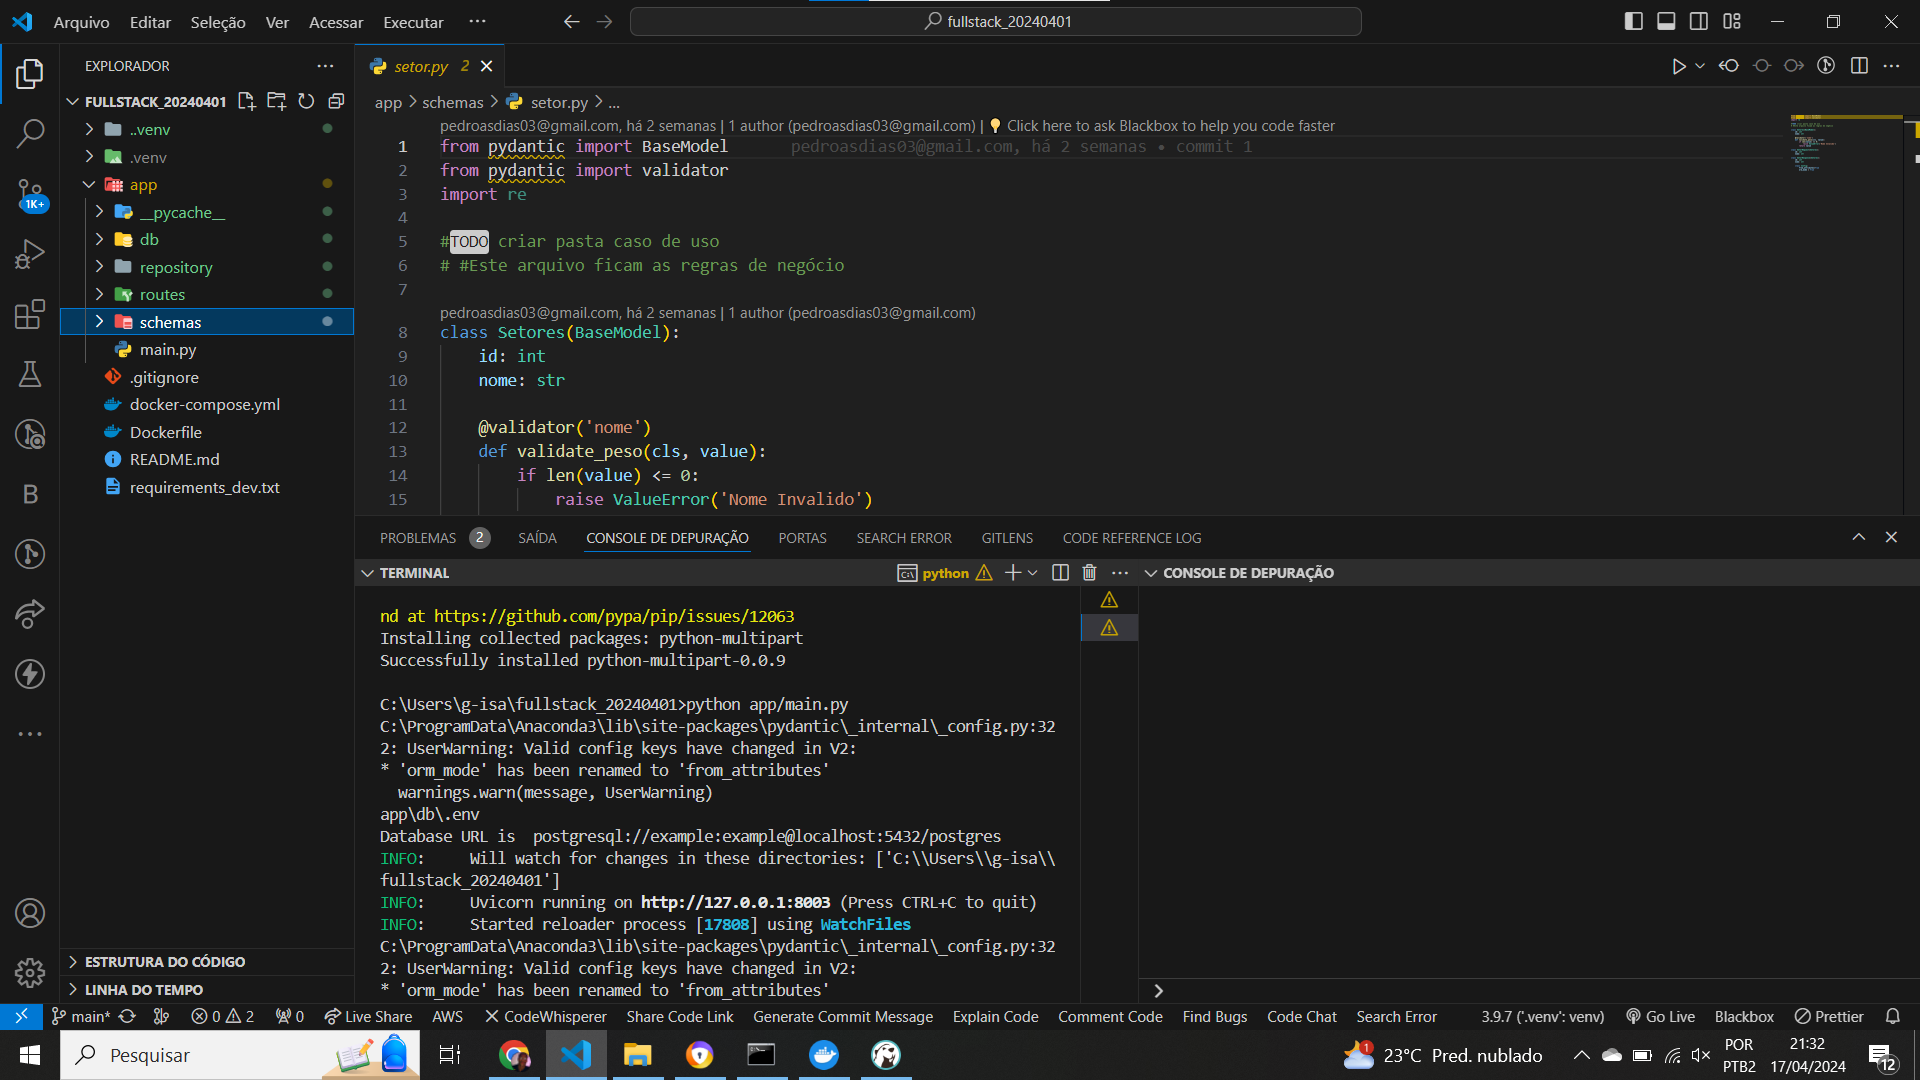 Arquivo Editar Seleção Ver Acessar Executar ··· fullstack_20240401
EXPLORADOR
FULLSTACK_20240401
..venv
.venv
app
__pycache__
db
repository
routes
schemas
main.py
.gitignore
docker-compose.yml
Dockerfile
README.md
requirements_dev.txt
ESTRUTURA DO CÓDIGO
LINHA DO TEMPO
1K+
B
setor.py 2
app > schemas > setor.py > ...
pedroasdias03@gmail.com, há 2 semanas | 1 author (pedroasdias03@gmail.com) | Click here to ask Blackbox to help you code faster
1 from pydantic import BaseModel pedroasdias03@gmail.com, há 2 semanas • commit 1
2 from pydantic import validator
3 import re
4
5 #TODO criar pasta caso de uso
6 # #Este arquivo ficam as regras de negócio
7
pedroasdias03@gmail.com, há 2 semanas | 1 author (pedroasdias03@gmail.com)
8 class Setores(BaseModel):
9 id: int
10 nome: str
11
12 @validator('nome')
13 def validate_peso(cls, value):
14 if len(value) <= 0:
15 raise ValueError('Nome Invalido')
PROBLEMAS 2 SAÍDA CONSOLE DE DEPURAÇÃO PORTAS SEARCH ERROR GITLENS CODE REFERENCE LOG
TERMINAL python CONSOLE DE DEPURAÇÃO
nd at https://github.com/pypa/pip/issues/12063
Installing collected packages: python-multipart
Successfully installed python-multipart-0.0.9
C:\Users\g-isa\fullstack_20240401>python app/main.py
C:\ProgramData\Anaconda3\lib\site-packages\pydantic\_internal\_config.py:32
2: UserWarning: Valid config keys have changed in V2:
* 'orm_mode' has been renamed to 'from_attributes'
warnings.warn(message, UserWarning)
app\db\.env
Database URL is postgresql://example:example@localhost:5432/postgres
INFO: Will watch for changes in these directories: ['C:\\Users\\g-isa\\
fullstack_20240401']
INFO: Uvicorn running on http://127.0.0.1:8003 (Press CTRL+C to quit)
INFO: Started reloader process [17808] using WatchFiles
C:\ProgramData\Anaconda3\lib\site-packages\pydantic\_internal\_config.py:32
2: UserWarning: Valid config keys have changed in V2:
* 'orm_mode' has been renamed to 'from_attributes'
main* 0 2 0 Live Share AWS CodeWhisperer Share Code Link Generate Commit Message Explain Code Comment Code Find Bugs Code Chat Search Error 3.9.7 ('.venv': venv) Go Live Blackbox Prettier
Pesquisar 1 23°C Pred. nublado POR PTB2 21:32 17/04/2024 12